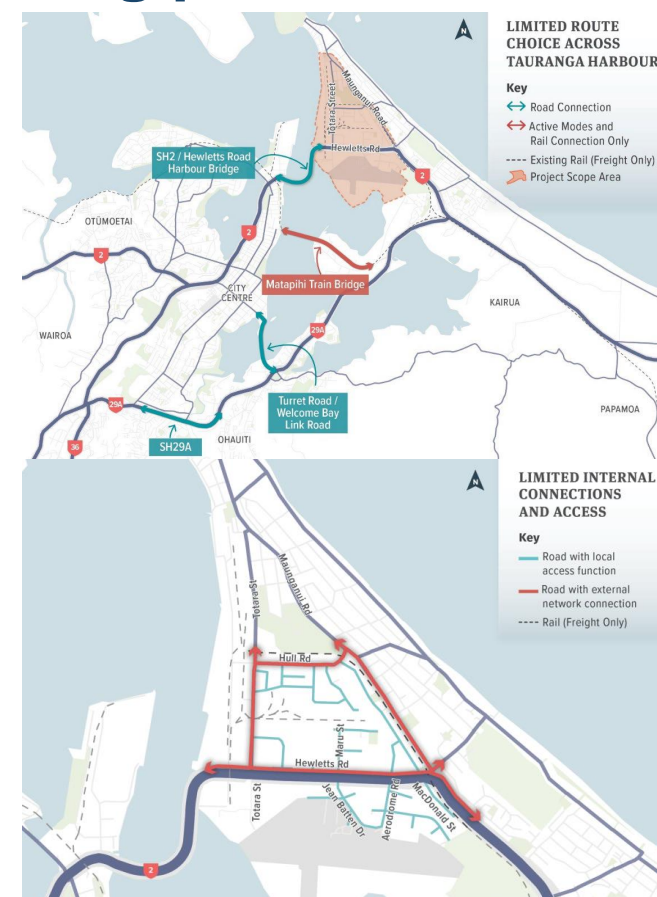 N
LIMITED ROUTE
CHOICE ACROSS
TAURANGA HARBOUR
Key
Road Connection
Active Modes and
Rail Connection Only
Existing Rail (Freight Only)
Project Scope Area
Totara Street
Maunganui Road
Hewletts Rd
SH2 / Hewletts Road
Harbour Bridge
2
OTŪMOETAI
2
2
Matapihi Train Bridge
CITY
CENTRE
KAIRUA
WAIROA
29A
Turret Road /
Welcome Bay
Link Road
PAPAMOA
29A
SH29A
OHAUITI
36
N
LIMITED INTERNAL
CONNECTIONS
AND ACCESS
Key
Road with local
access function
Road with external
network connection
Rail (Freight Only)
Totara St
Maunganui Rd
Hull Rd
Maru St
Hewletts Rd
Totara St
Jean Batten Dr
Aerodrome Rd
MacDonald St
2